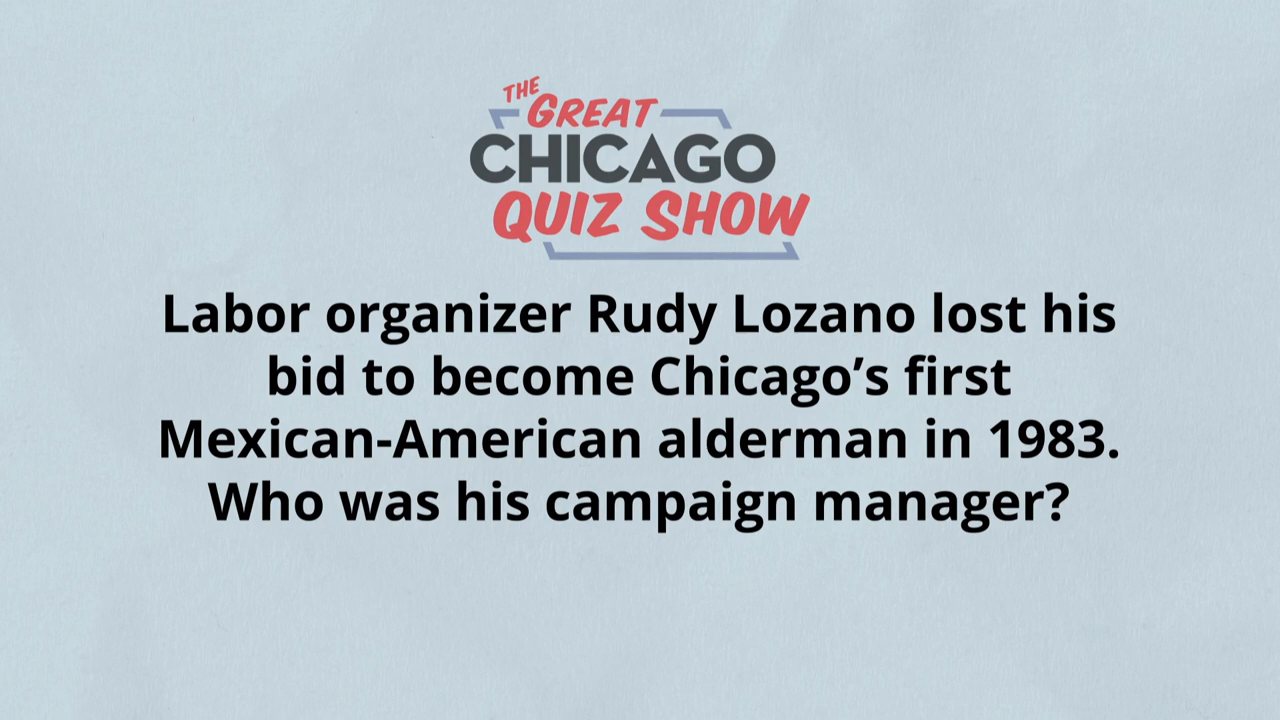 THE
GREAT
CHICAGO
QUIZ SHOW
Labor organizer Rudy Lozano lost his
bid to become Chicago’s first
Mexican-American alderman in 1983.
Who was his campaign manager?